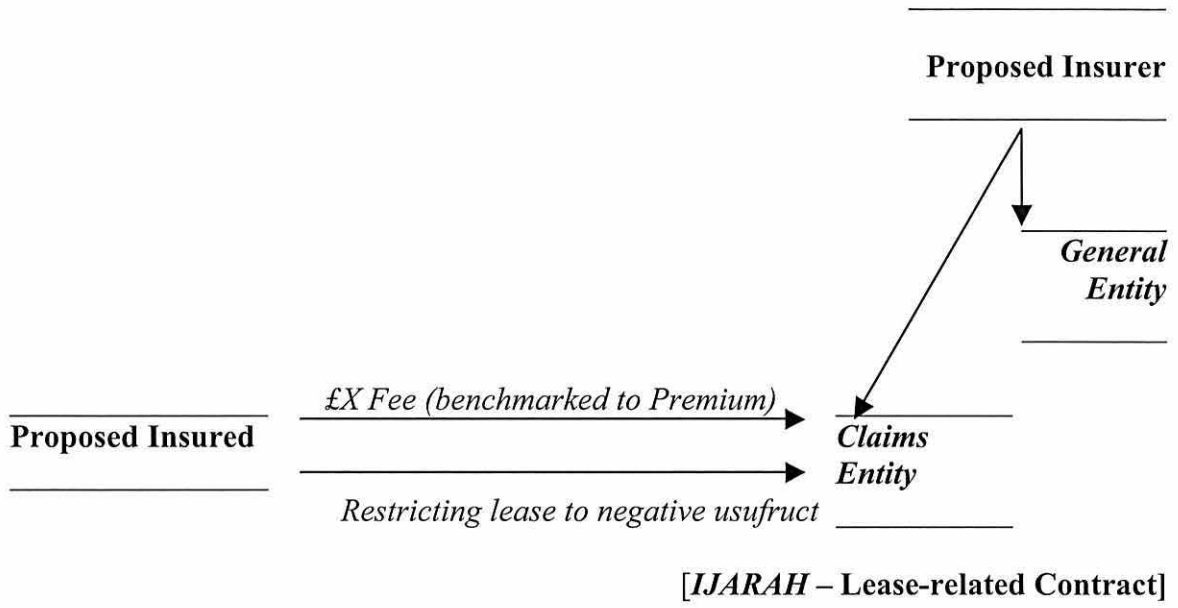 Proposed Insurer
General
Entity
£X Fee (benchmarked to Premium)
Proposed Insured
Claims
Entity
Restricting lease to negative usufruct
[IJARAH – Lease-related Contract]